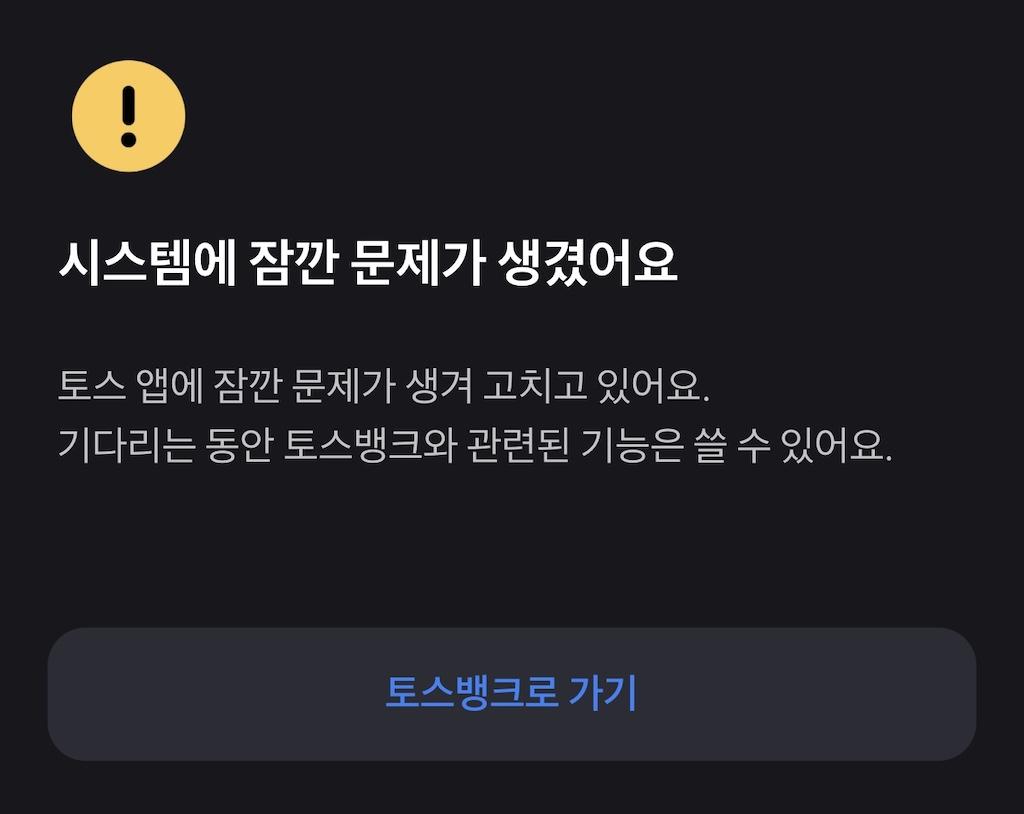 시스템에 잠깐 문제가 생겼어요
토스 앱에 잠깐 문제가 생겨 고치고 있어요.
기다리는 동안 토스뱅크와 관련된 기능은 쓸 수 있어요.
토스뱅크로 가기